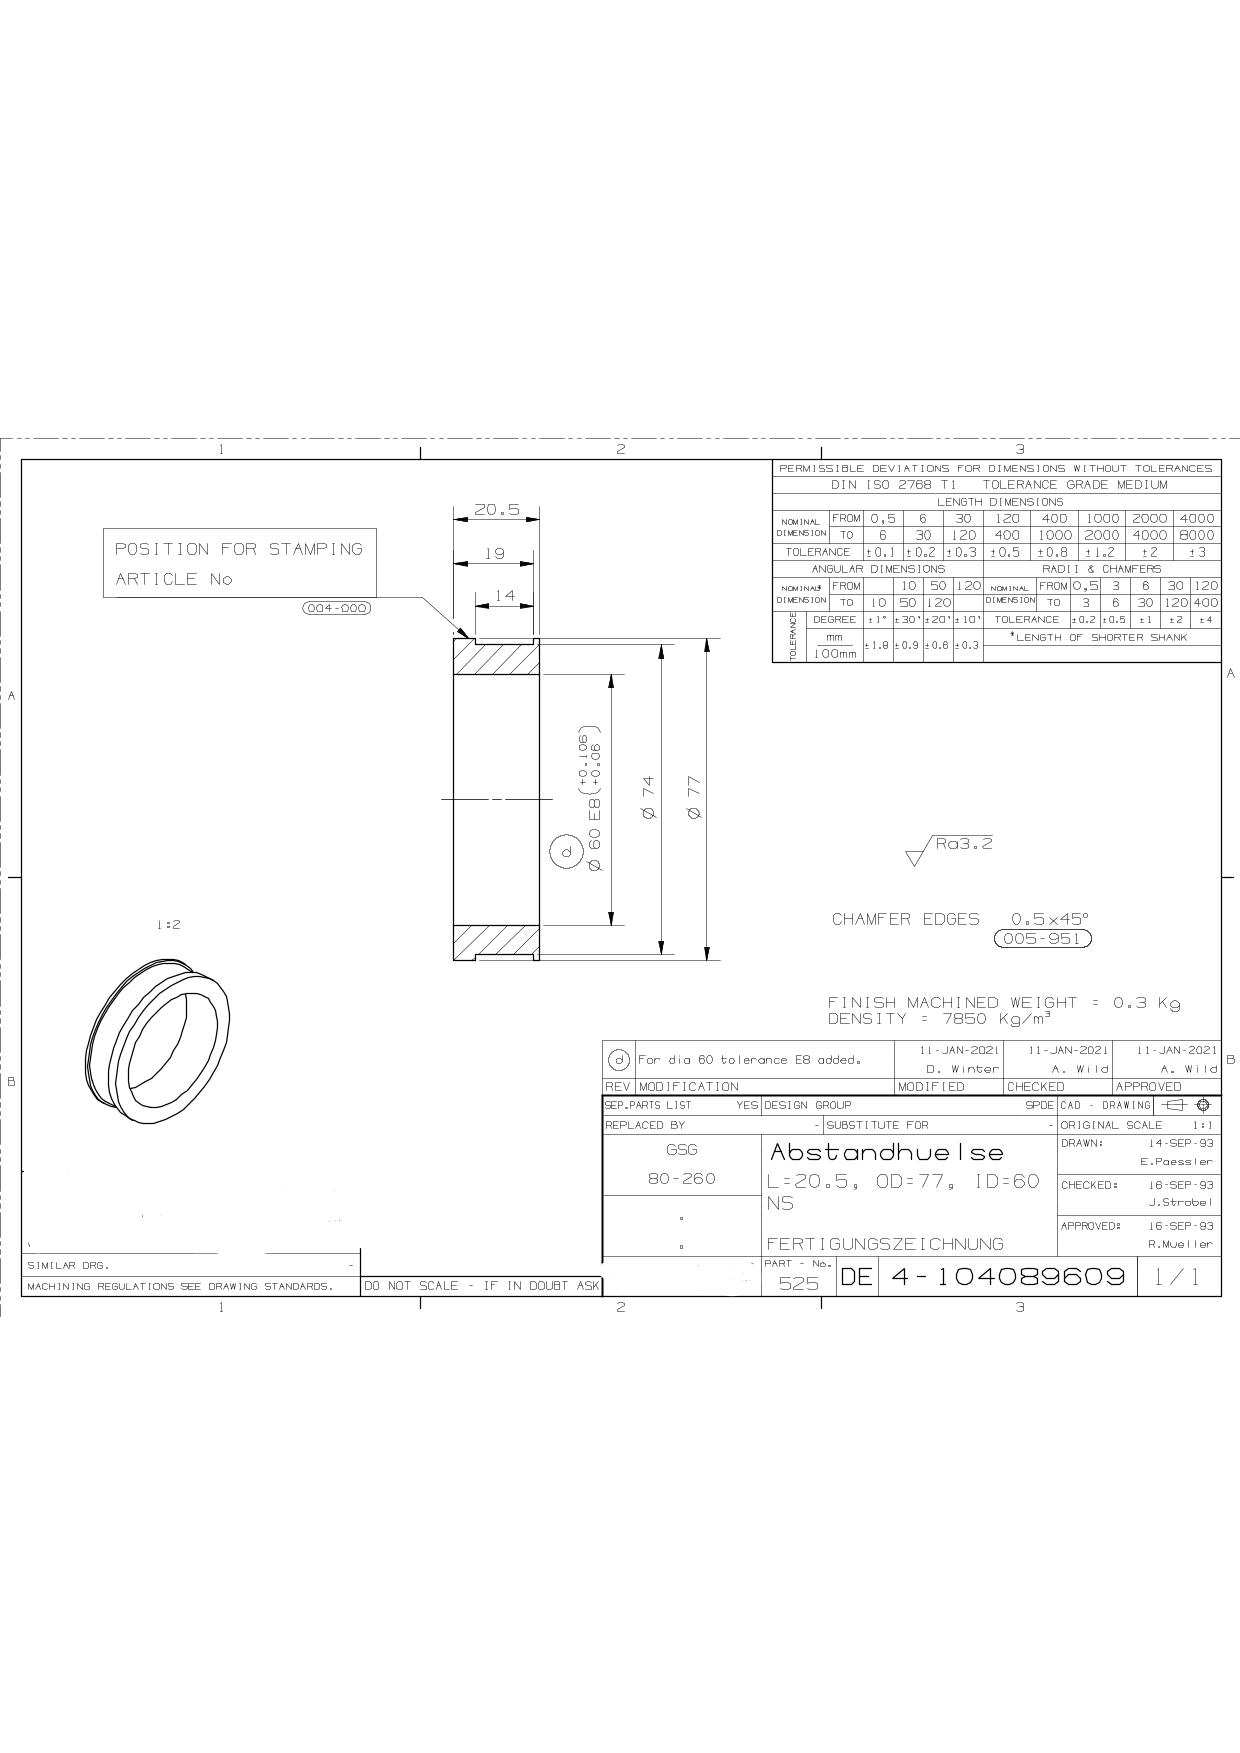 1 2 3
PERMISSIBLE DEVIATIONS FOR DIMENSIONS WITHOUT TOLERANCES
DIN ISO 2768 T1 TOLERANCE GRADE MEDIUM
LENGTH DIMENSIONS
NOMINAL DIMENSION FROM 0,5 6 30 120 400 1000 2000 4000
TO 6 30 120 400 1000 2000 4000 8000
TOLERANCE ±0.1 ±0.2 ±0.3 ±0.5 ±0.8 ±1.2 ±2 ±3
ANGULAR DIMENSIONS RADII & CHAMFERS
NOMINAL* DIMENSION FROM 10 50 120 NOMINAL DIMENSION FROM 0,5 3 6 30 120
TO 10 50 120 TO 3 6 30 120 400
TOLERANCE DEGREE ±1° ±30' ±20' ±10' TOLERANCE ±0.2 ±0.5 ±1 ±2 ±4
mm
100mm ±1.8 ±0.9 ±0.6 ±0.3
*LENGTH OF SHORTER SHANK
20.5
19
14
POSITION FOR STAMPING
ARTICLE No
004-000
A A
Ø 60 E8 (+0.106 +0.06)
d
Ø 74
Ø 77
Ra3.2
CHAMFER EDGES 0.5x45°
005-951
1:2
FINISH MACHINED WEIGHT = 0.3 Kg
DENSITY = 7850 Kg/m³
B B
d For dia 60 tolerance E8 added. 11-JAN-2021 11-JAN-2021 11-JAN-2021
D. Winter A. Wild A. Wild
REV MODIFICATION MODIFIED CHECKED APPROVED
SEP.PARTS LIST YES DESIGN GROUP SPDE CAD - DRAWING
REPLACED BY - SUBSTITUTE FOR - ORIGINAL SCALE 1:1
GSG
80-260
Abstandhuelse
L=20.5, OD=77, ID=60
NS
FERTIGUNGSZEICHNUNG
DRAWN: 14-SEP-93
E.Paessler
CHECKED: 16-SEP-93
J.Strobel
APPROVED: 16-SEP-93
R.Mueller
SIMILAR DRG. -
MACHINING REGULATIONS SEE DRAWING STANDARDS.
DO NOT SCALE - IF IN DOUBT ASK
PART - No.
525
DE 4-104089609 1/1
1 2 3